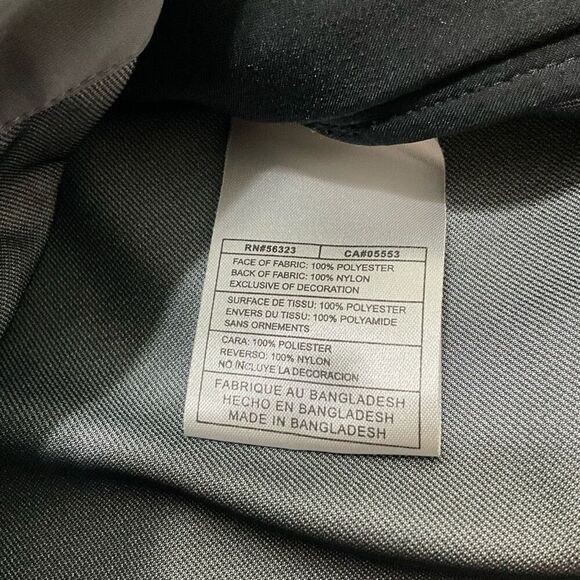 RN#56323 CA#05553
FACE OF FABRIC: 100% POLYESTER
BACK OF FABRIC: 100% NYLON
EXCLUSIVE OF DECORATION
SURFACE DE TISSU: 100% POLYESTER
ENVERS DU TISSU: 100% POLYAMIDE
SANS ORNEMENTS
CARA: 100% POLIESTER
REVERSO: 100% NYLON
NO INCLUYE LA DECORACION
FABRIQUE AU BANGLADESH
HECHO EN BANGLADESH
MADE IN BANGLADESH